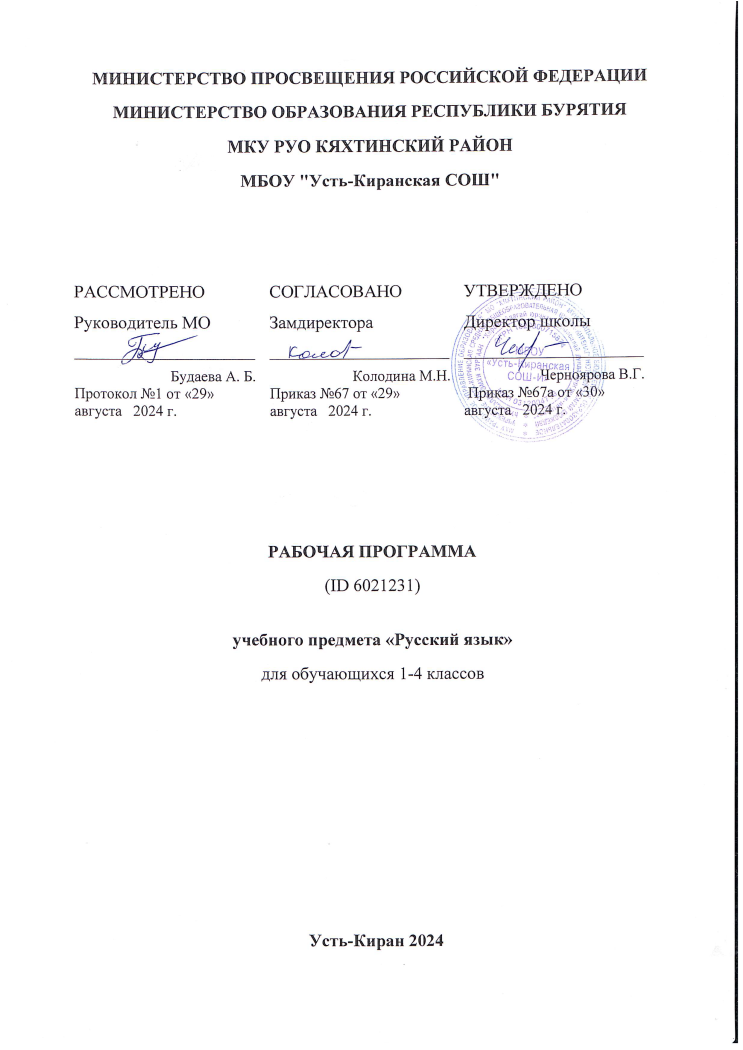 МИНИСТЕРСТВО ПРОСВЕЩЕНИЯ РОССИЙСКОЙ ФЕДЕРАЦИИ
МИНИСТЕРСТВО ОБРАЗОВАНИЯ РЕСПУБЛИКИ БУРЯТИЯ
МКУ РУО КЯХТИНСКИЙ РАЙОН
МБОУ "Усть-Киранская СОШ"
РАССМОТРЕНО
Руководитель МО
Будаева А. Б.
Протокол №1 от «29»
августа 2024 г.
СОГЛАСОВАНО
Замдиректора
Колодина М.Н.
Приказ №67 от «29»
августа 2024 г.
УТВЕРЖДЕНО
Директор школы
«Усть-Киранская
Черноярова В.Г.
Приказ №67а от «30»
августа 2024 г.
РАБОЧАЯ ПРОГРАММА
(ID 6021231)
учебного предмета «Русский язык»
для обучающихся 1-4 классов
Усть-Киран 2024